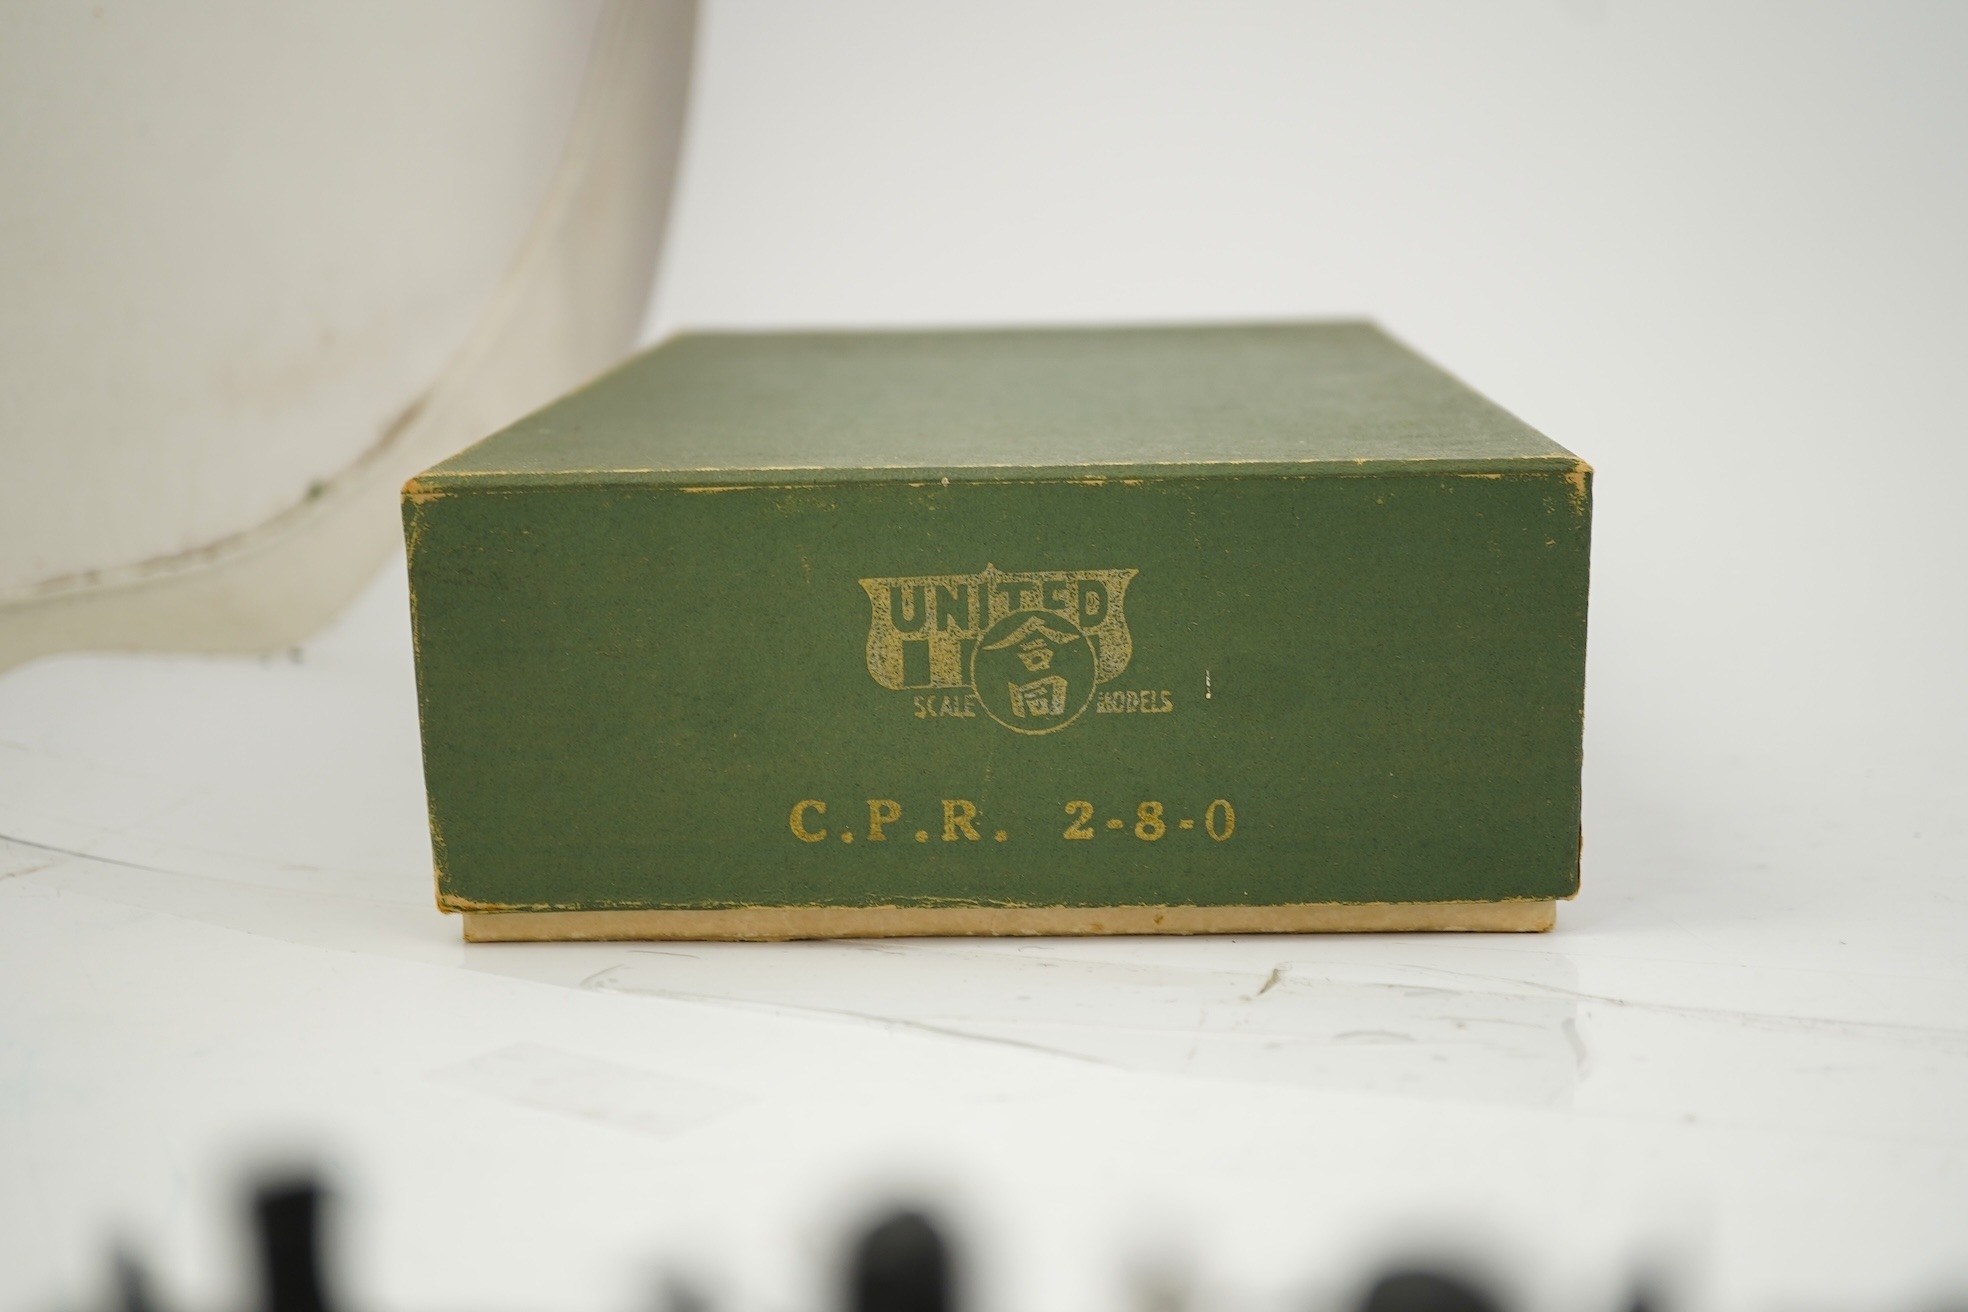 UNITED
合同
SCALE MODELS
C.P.R. 2-8-0